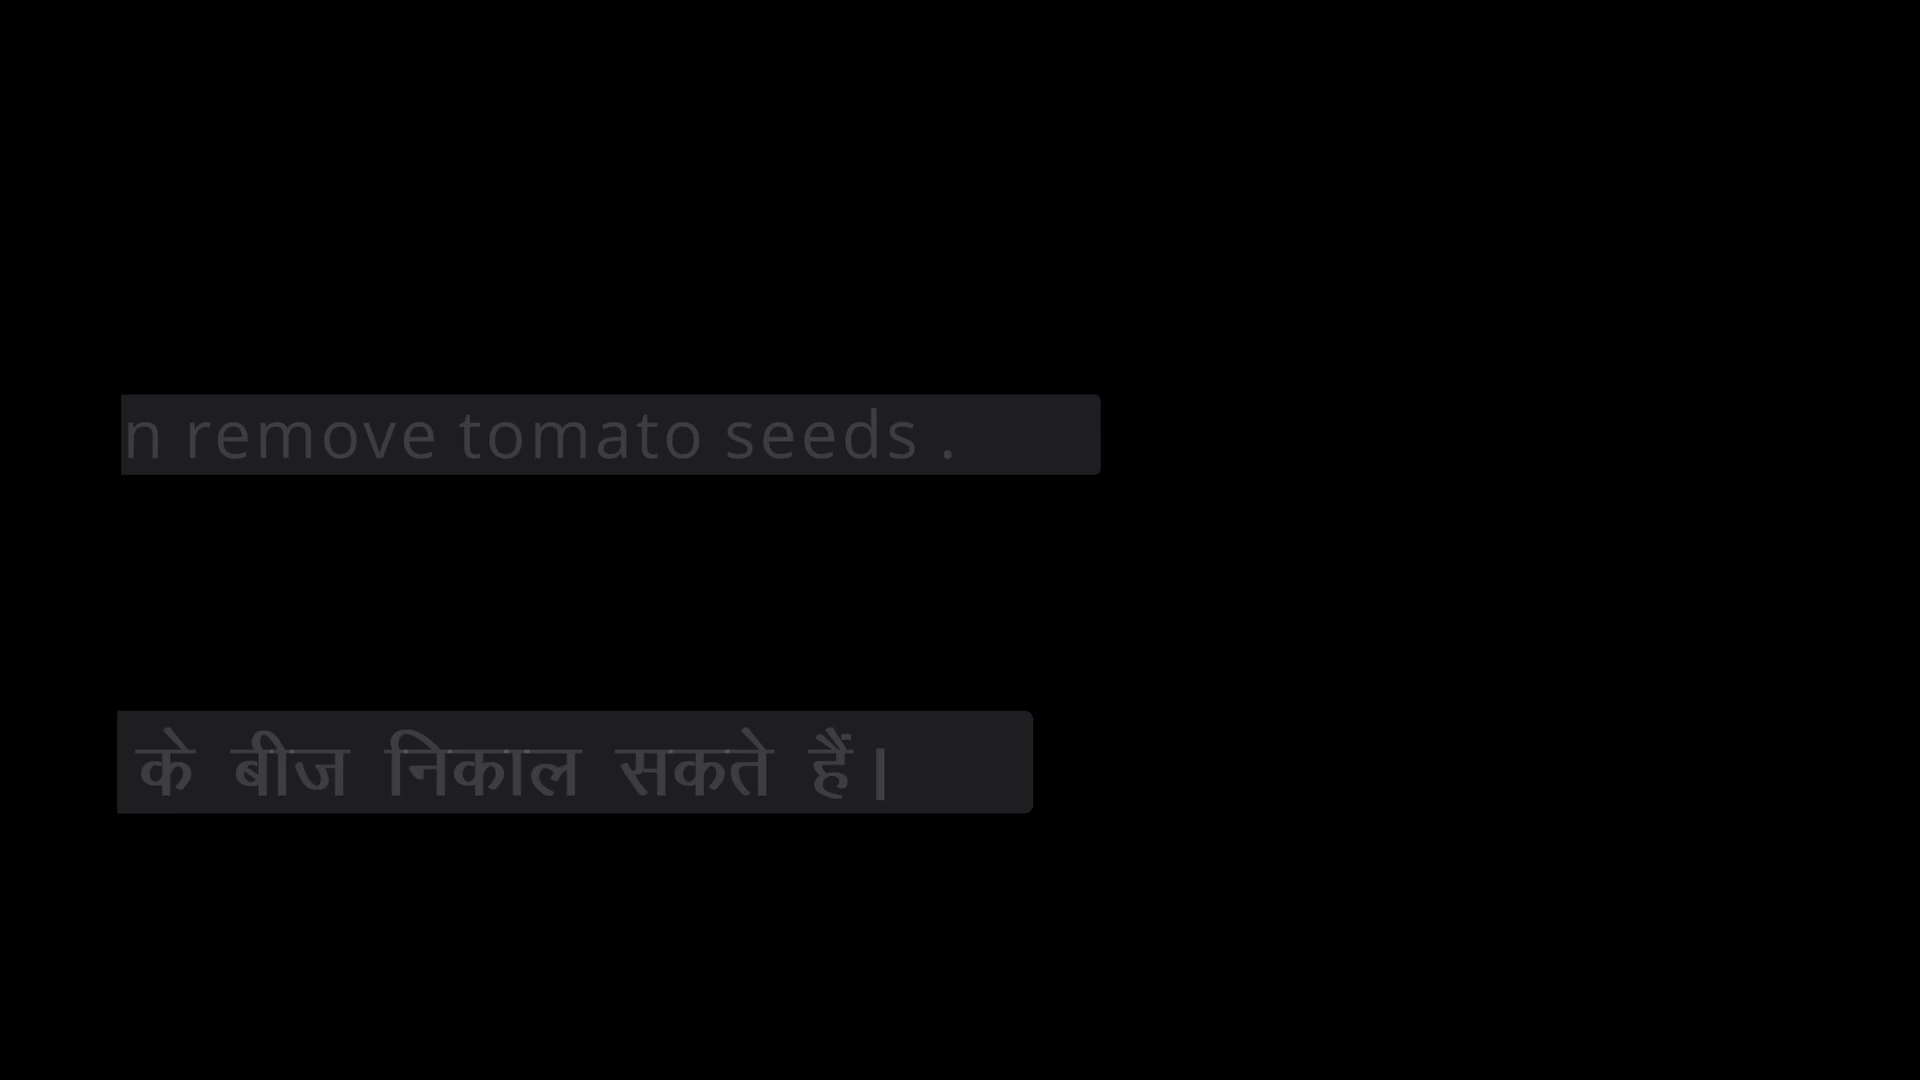 n remove tomato seeds .
के बीज निकाल सकते हैं।